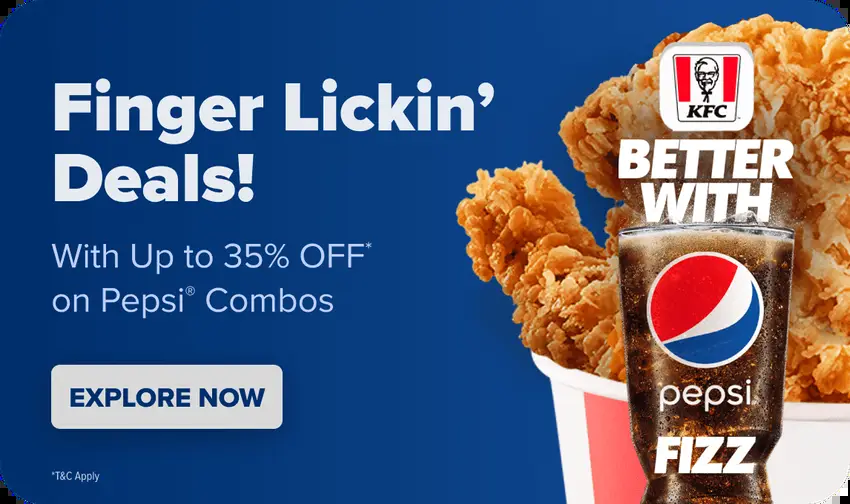 Finger Lickin’
Deals!
With Up to 35% OFF*
on Pepsi® Combos
EXPLORE NOW
*T&C Apply
KFC
BETTER
WITH
pepsi
FIZZ